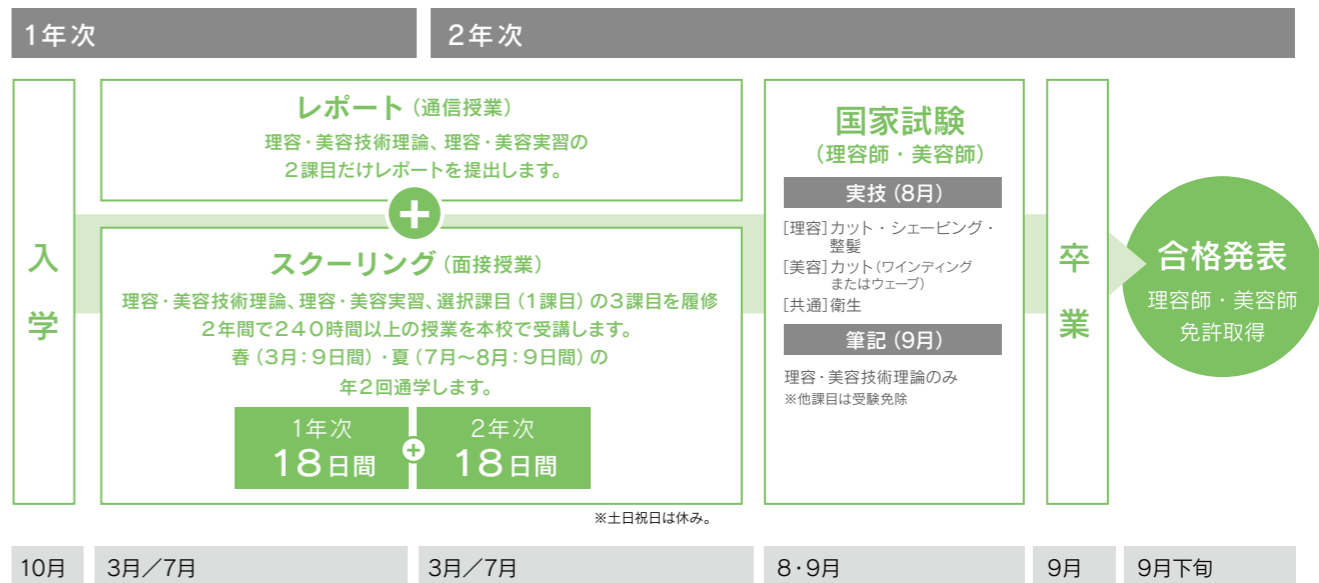 1年次
2年次
入学
レポート（通信授業）
理容・美容技術理論、理容・美容実習の
2課目だけレポートを提出します。
+
スクーリング（面接授業）
理容・美容技術理論、理容・美容実習、選択課目（1課目）の3課目を履修
2年間で240時間以上の授業を本校で受講します。
春（3月：9日間）・夏（7月～8月：9日間）の
年2回通学します。
1年次
18日間
+
2年次
18日間
※土日祝日は休み。
国家試験
（理容師・美容師）
実技（8月）
［理容］カット・シェービング・
整髪
［美容］カット（ワインディング
またはウェーブ）
［共通］衛生
筆記（9月）
理容・美容技術理論のみ
※他課目は受験免除
卒業
合格発表
理容師・美容師
免許取得
10月
3月／7月
3月／7月
8・9月
9月
9月下旬